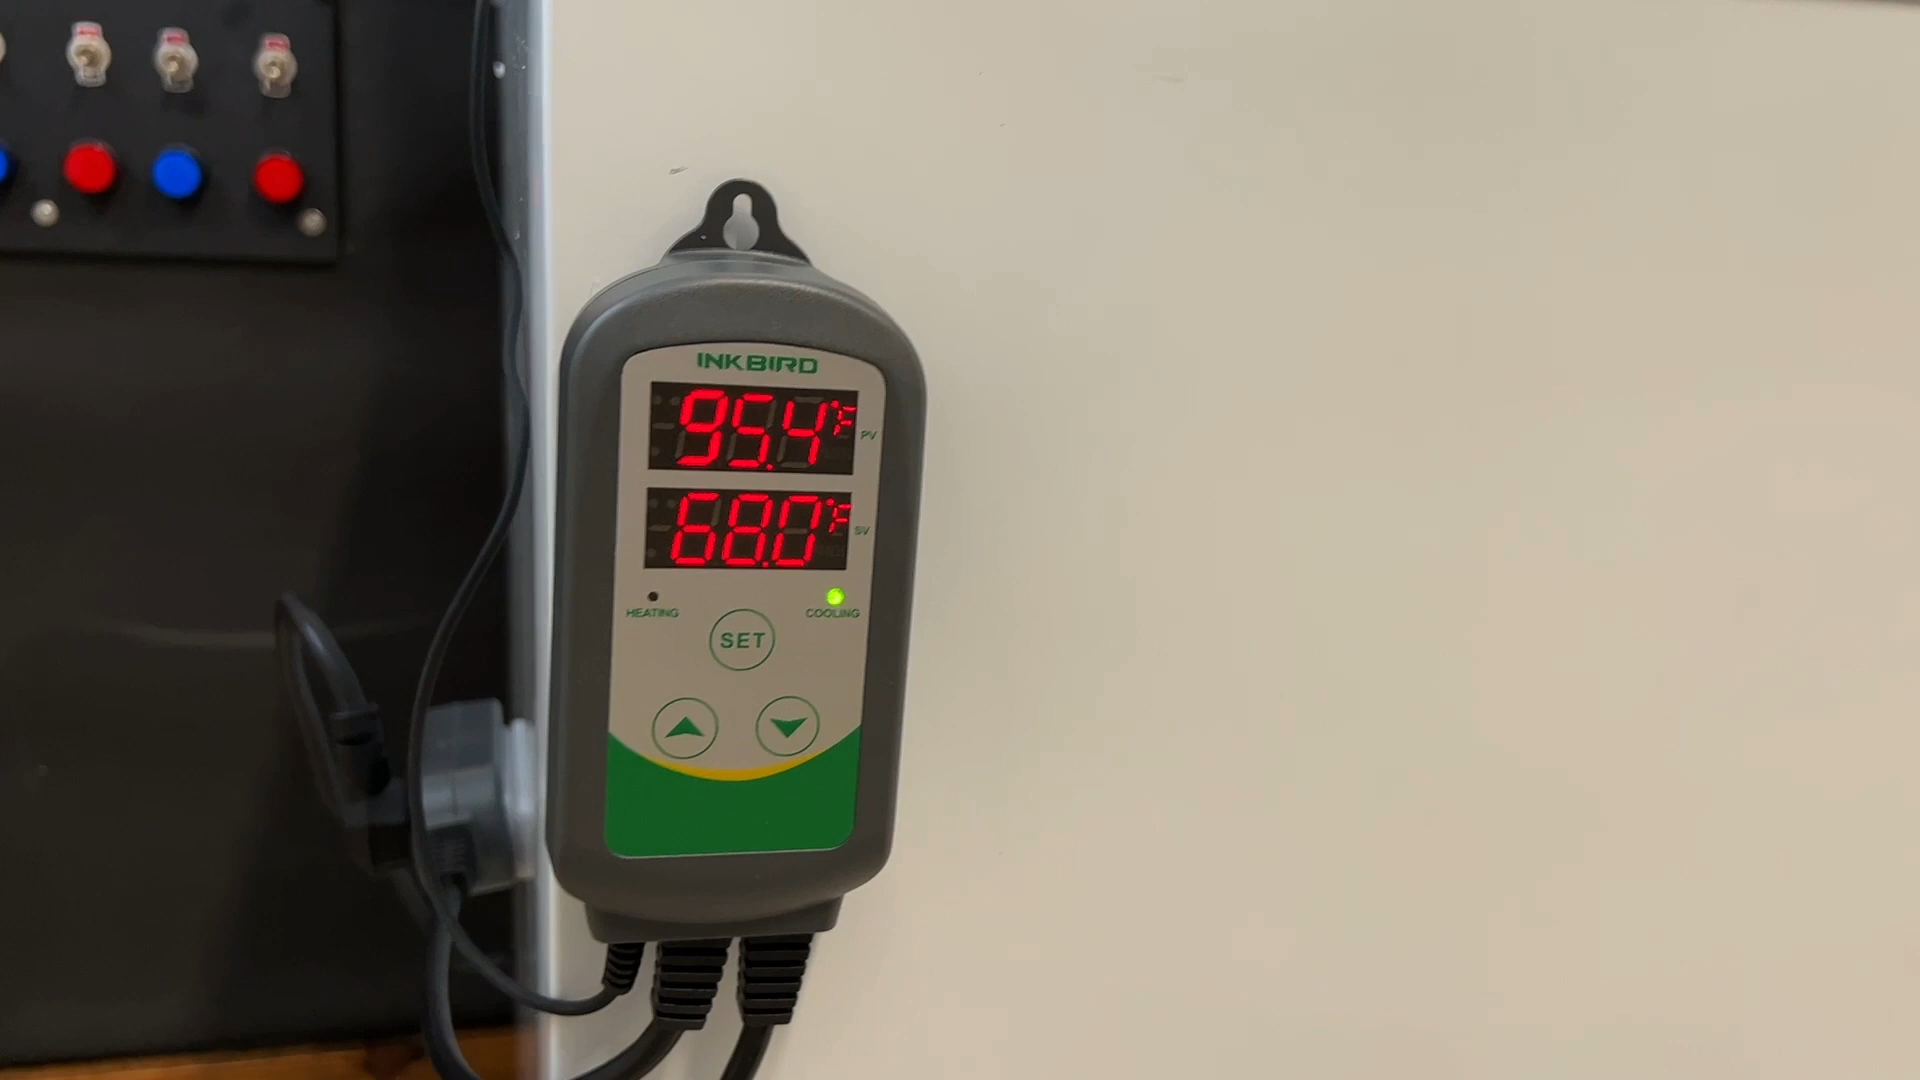 INKBIRD
95.4°F PV
68.0°F SV
HEATING COOLING
SET